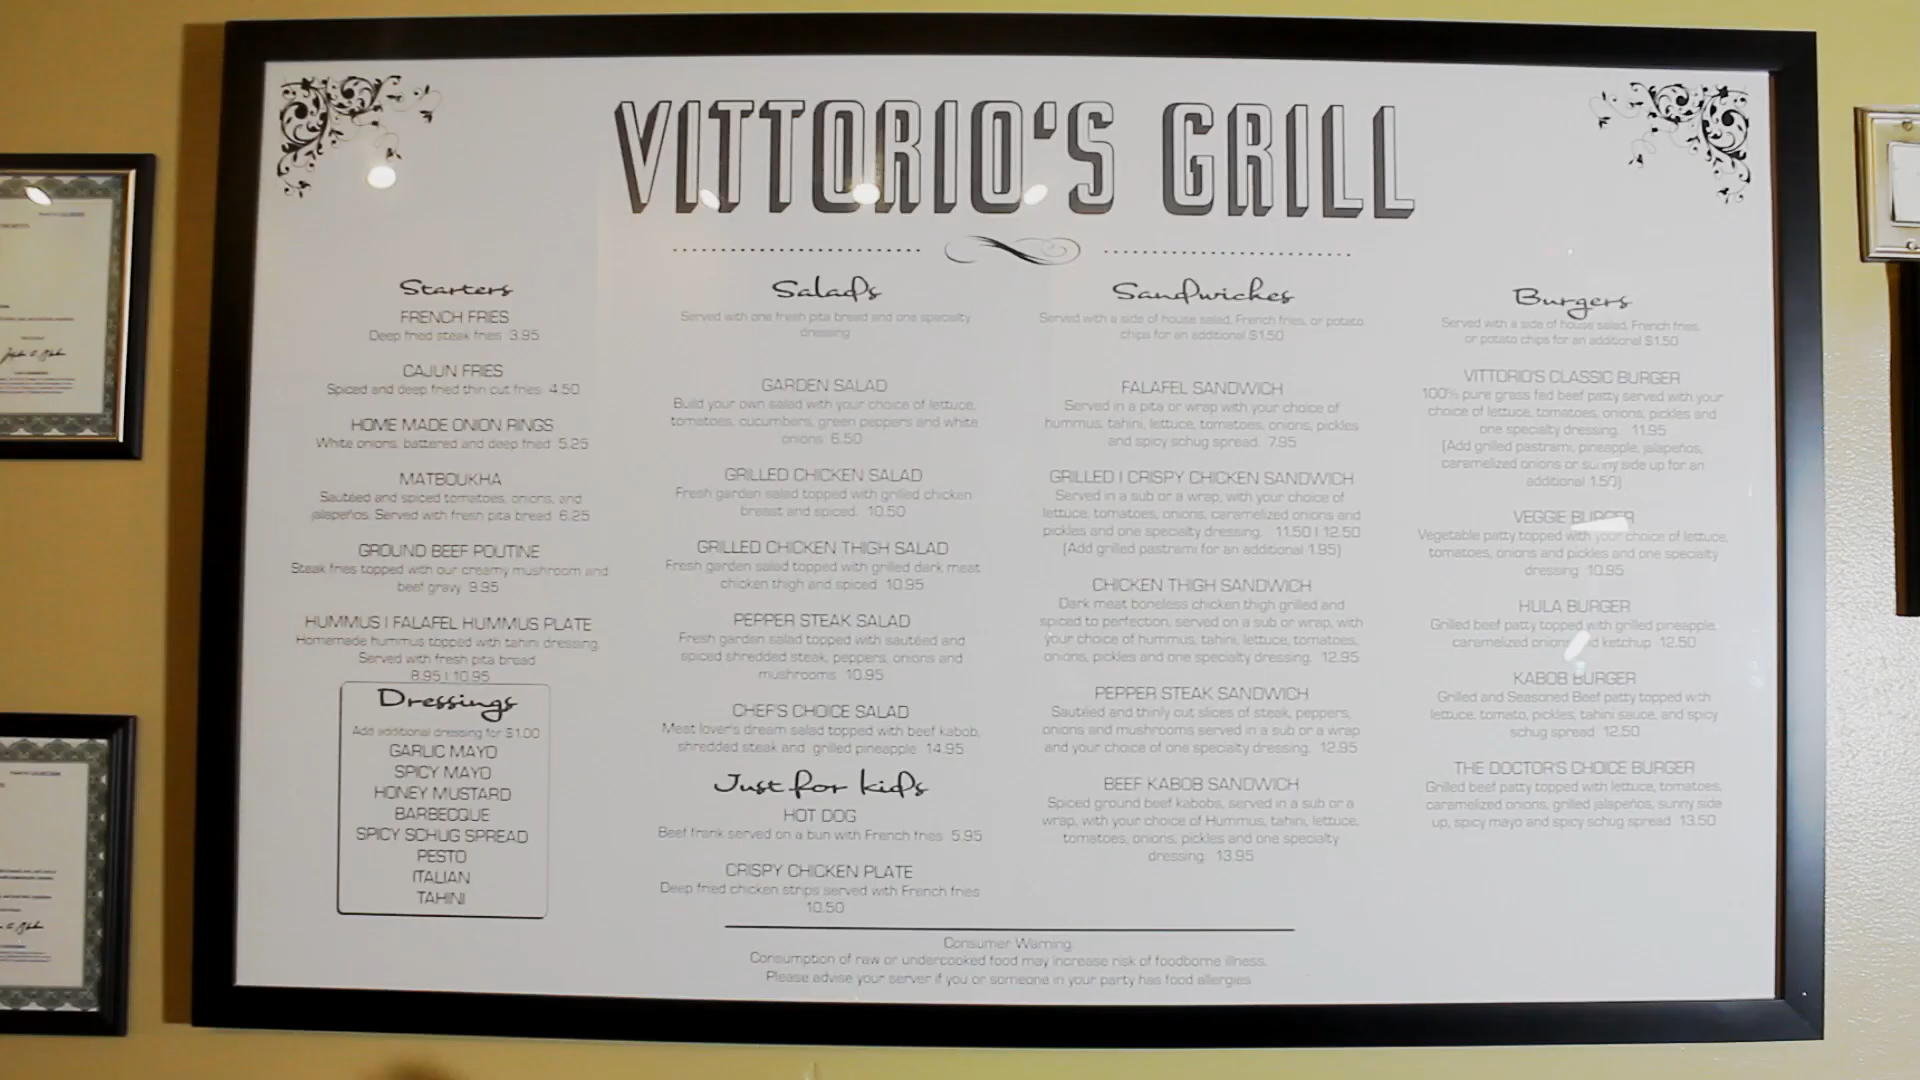 VITTORIO'S GRILL
Starters
FRENCH FRIES
Deep fried steak fries 3.95
CAJUN FRIES
Spiced and deep fried thin cut fries 4.50
HOME MADE ONION RINGS
White onions, battered and deep fried 5.25
MATBOUKHA
Sautéed and spiced tomatoes, onions, and
jalapeños. Served with fresh pita bread 6.25
GROUND BEEF POUTINE
Steak fries topped with our creamy mushroom and
beef gravy 9.95
HUMMUS | FALAFEL HUMMUS PLATE
Homemade hummus topped with tahini dressing.
Served with fresh pita bread
8.95 | 10.95
Dressings
Add additional dressing for $1.00
GARLIC MAYO
SPICY MAYO
HONEY MUSTARD
BARBECQUE
SPICY SCHUG SPREAD
PESTO
ITALIAN
TAHINI
Salads
Served with one fresh pita bread and one specialty
dressing
GARDEN SALAD
Build your own salad with your choice of lettuce,
tomatoes, cucumbers, green peppers and white
onions 6.50
GRILLED CHICKEN SALAD
Fresh garden salad topped with grilled chicken
breast and spiced. 10.50
GRILLED CHICKEN THIGH SALAD
Fresh garden salad topped with grilled dark meat
chicken thigh and spiced 10.95
PEPPER STEAK SALAD
Fresh garden salad topped with sautéed and
spiced shredded steak, peppers, onions and
mushrooms 10.95
CHEF'S CHOICE SALAD
Meat lover's dream salad topped with beef kabob,
shredded steak and grilled pineapple 14.95
Just for kids
HOT DOG
Beef frank served on a bun with French fries 5.95
CRISPY CHICKEN PLATE
Deep fried chicken strips served with French fries
10.50
Sandwiches
Served with a side of house salad, French fries, or potato
chips for an additional $1.50
FALAFEL SANDWICH
Served in a pita or wrap with your choice of
hummus, tahini, lettuce, tomatoes, onions, pickles
and spicy schug spread. 7.95
GRILLED | CRISPY CHICKEN SANDWICH
Served in a sub or a wrap, with your choice of
lettuce, tomatoes, onions, caramelized onions and
pickles and one specialty dressing. 11.50 | 12.50
(Add grilled pastrami for an additional 1.95)
CHICKEN THIGH SANDWICH
Dark meat boneless chicken thigh grilled and
spiced to perfection, served on a sub or wrap, with
your choice of hummus, tahini, lettuce, tomatoes,
onions, pickles and one specialty dressing. 12.95
PEPPER STEAK SANDWICH
Sautéed and thinly cut slices of steak, peppers,
onions and mushrooms served in a sub or a wrap
and your choice of one specialty dressing. 12.95
BEEF KABOB SANDWICH
Spiced ground beef kabobs, served in a sub or a
wrap, with your choice of Hummus, tahini, lettuce,
tomatoes, onions, pickles and one specialty
dressing. 13.95
Burgers
Served with a side of house salad, French fries,
or potato chips for an additional $1.50
VITTORIO'S CLASSIC BURGER
100% pure grass fed beef patty served with your
choice of lettuce, tomatoes, onions, pickles and
one specialty dressing. 11.95
(Add grilled pastrami, pineapple, jalapeños,
caramelized onions or sunny side up for an
additional 1.50)
VEGGIE BURGER
Vegetable patty topped with your choice of lettuce,
tomatoes, onions and pickles and one specialty
dressing 10.95
HULA BURGER
Grilled beef patty topped with grilled pineapple,
caramelized onions and ketchup 12.50
KABOB BURGER
Grilled and Seasoned Beef patty topped with
lettuce, tomato, pickles, tahini sauce, and spicy
schug spread 12.50
THE DOCTOR'S CHOICE BURGER
Grilled beef patty topped with lettuce, tomatoes,
caramelized onions, grilled jalapeños, sunny side
up, spicy mayo and spicy schug spread 13.50
Consumer Warning:
Consumption of raw or undercooked food may increase risk of foodborne illness.
Please advise your server if you or someone in your party has food allergies